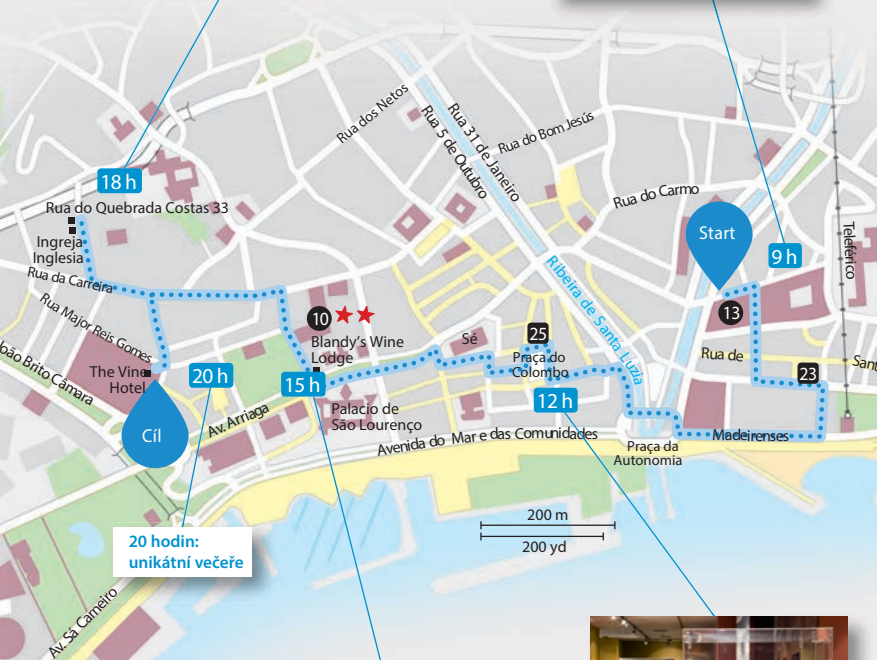 18 h
Rua do Quebrada Costas 33
Ingreja
Inglesia
Rua da Carreira
Rua Major Reis Gomes
João Brito Câmara
The Vine
Hotel
Cíl
20 h
Av. Arriaga
20 hodin:
unikátní večeře
Av. Sá Carneiro
Rua dos Netos
Rua 31 de Janeiro
Rua 5 de Outubro
Rua do Bom Jesús
Rua do Carmo
Ribeira de Santa Luzia
10
Blandy's Wine
Lodge
15 h
Palacio de
São Lourenço
Sé
25
Praça do
Colombo
12 h
Avenida do Mar e das Comunidades
Praça da
Autonomia
200 m
200 yd
Start
9 h
13
Teleférico
Rua de
Sant
23
Madeirenses